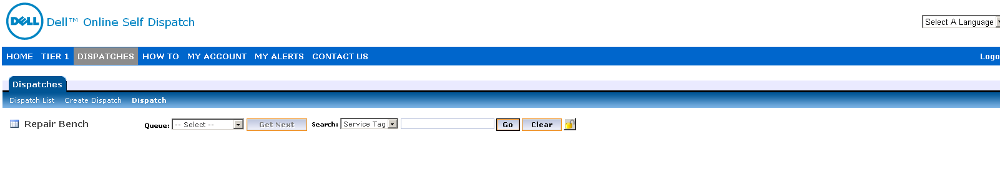 DELL Dell™ Online Self Dispatch
Select A Language
HOME TIER 1 DISPATCHES HOW TO MY ACCOUNT MY ALERTS CONTACT US Logo
Dispatches
Dispatch List Create Dispatch Dispatch
Repair Bench Queue: -- Select -- Get Next Search: Service Tag Go Clear